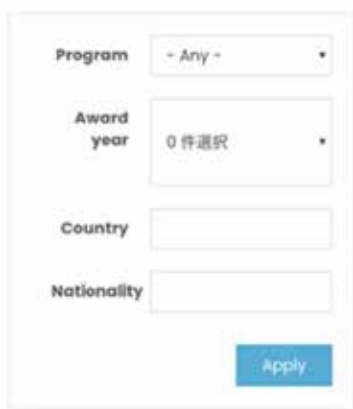 Program
- Any -
Award
year
0 件選択
Country
Nationality
Apply